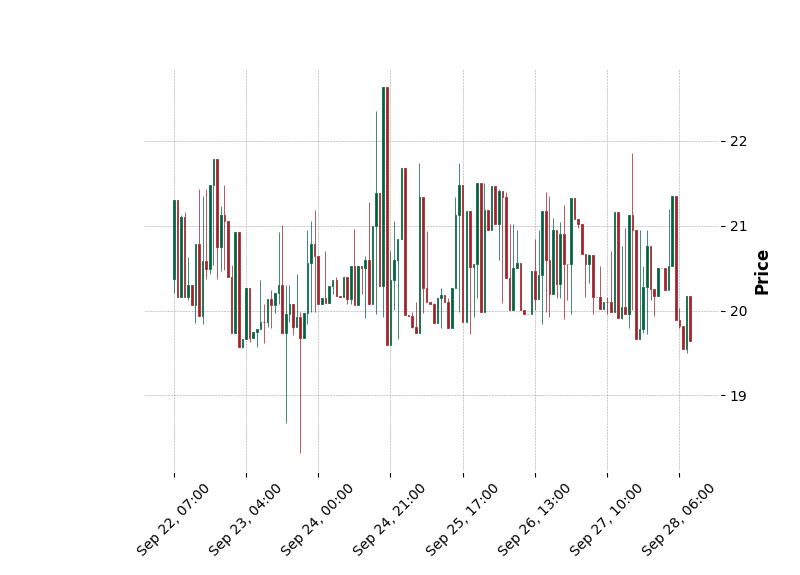 22
21
20
19
Price
Sep 22, 07:00
Sep 23, 04:00
Sep 24, 00:00
Sep 24, 21:00
Sep 25, 17:00
Sep 26, 13:00
Sep 27, 10:00
Sep 28, 06:00